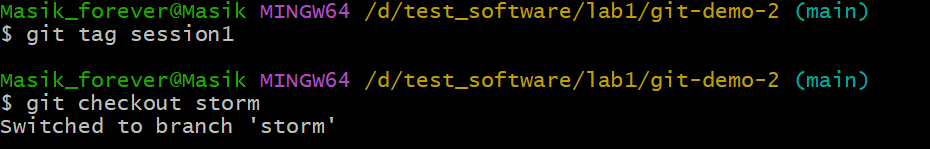 Masik_forever@Masik MINGW64 /d/test_software/lab1/git-demo-2 (main)
$ git tag session1
Masik_forever@Masik MINGW64 /d/test_software/lab1/git-demo-2 (main)
$ git checkout storm
Switched to branch 'storm'